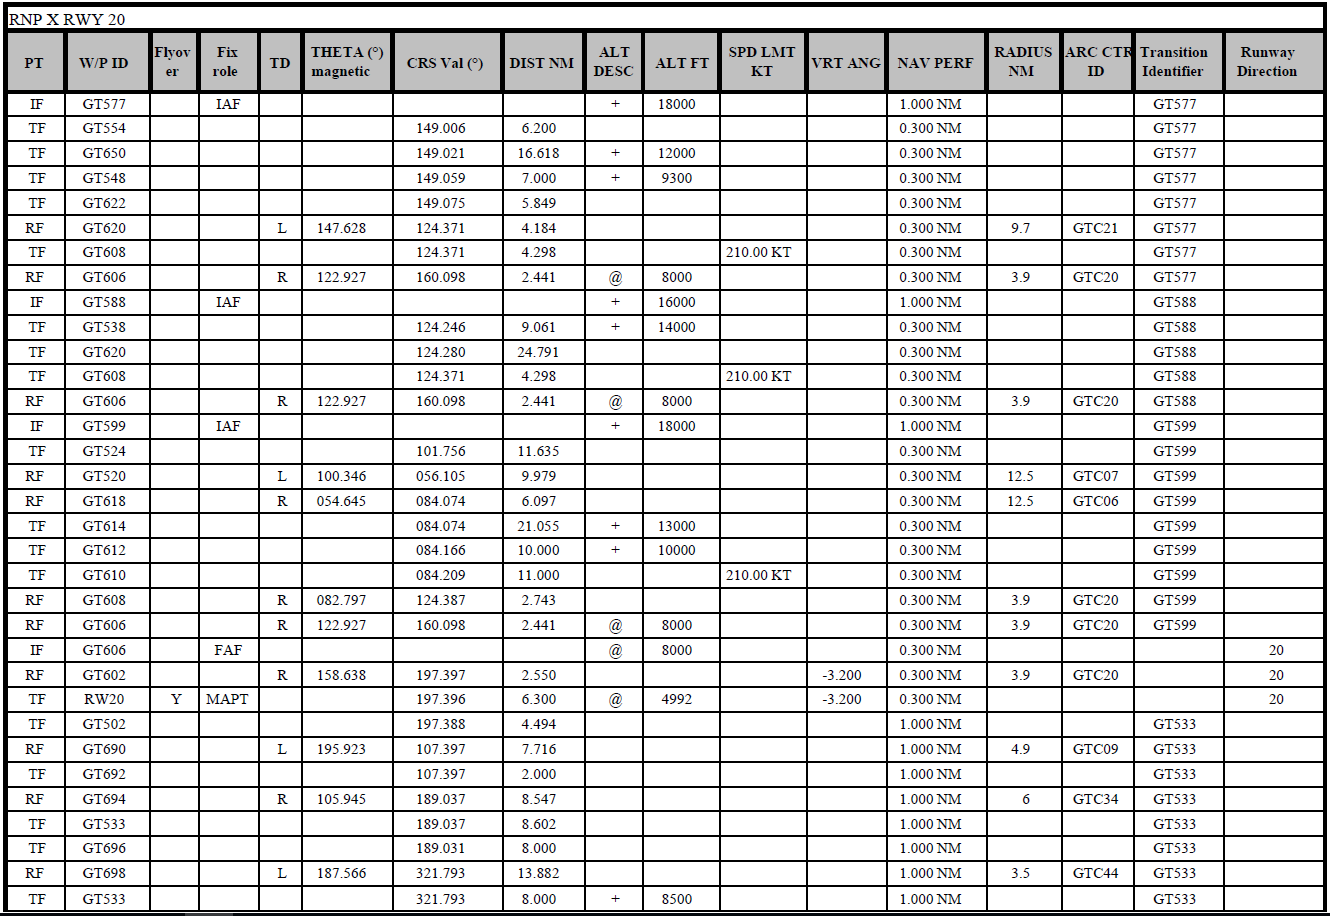 RNP X RWY 20
PT W/P ID Flyover Fix role TD THETA (°) magnetic CRS Val (°) DIST NM ALT DESC ALT FT SPD LMT KT VRT ANG NAV PERF RADIUS NM ARC CTR ID Transition Identifier Runway Direction
IF GT577 IAF + 18000 1.000 NM GT577
TF GT554 149.006 6.200 0.300 NM GT577
TF GT650 149.021 16.618 + 12000 0.300 NM GT577
TF GT548 149.059 7.000 + 9300 0.300 NM GT577
TF GT622 149.075 5.849 0.300 NM GT577
RF GT620 L 147.628 124.371 4.184 0.300 NM 9.7 GTC21 GT577
TF GT608 124.371 4.298 210.00 KT 0.300 NM GT577
RF GT606 R 122.927 160.098 2.441 @ 8000 0.300 NM 3.9 GTC20 GT577
IF GT588 IAF + 16000 1.000 NM GT588
TF GT538 124.246 9.061 + 14000 0.300 NM GT588
TF GT620 124.280 24.791 0.300 NM GT588
TF GT608 124.371 4.298 210.00 KT 0.300 NM GT588
RF GT606 R 122.927 160.098 2.441 @ 8000 0.300 NM 3.9 GTC20 GT588
IF GT599 IAF + 18000 1.000 NM GT599
TF GT524 101.756 11.635 0.300 NM GT599
RF GT520 L 100.346 056.105 9.979 0.300 NM 12.5 GTC07 GT599
RF GT618 R 054.645 084.074 6.097 0.300 NM 12.5 GTC06 GT599
TF GT614 084.074 21.055 + 13000 0.300 NM GT599
TF GT612 084.166 10.000 + 10000 0.300 NM GT599
TF GT610 084.209 11.000 210.00 KT 0.300 NM GT599
RF GT608 R 082.797 124.387 2.743 0.300 NM 3.9 GTC20 GT599
RF GT606 R 122.927 160.098 2.441 @ 8000 0.300 NM 3.9 GTC20 GT599
IF GT606 FAF @ 8000 0.300 NM 20
RF GT602 R 158.638 197.397 2.550 -3.200 0.300 NM 3.9 GTC20 20
TF RW20 Y MAPT 197.396 6.300 @ 4992 -3.200 0.300 NM 20
TF GT502 197.388 4.494 1.000 NM GT533
RF GT690 L 195.923 107.397 7.716 1.000 NM 4.9 GTC09 GT533
TF GT692 107.397 2.000 1.000 NM GT533
RF GT694 R 105.945 189.037 8.547 1.000 NM 6 GTC34 GT533
TF GT533 189.037 8.602 1.000 NM GT533
TF GT696 189.031 8.000 1.000 NM GT533
RF GT698 L 187.566 321.793 13.882 1.000 NM 3.5 GTC44 GT533
TF GT533 321.793 8.000 + 8500 1.000 NM GT533